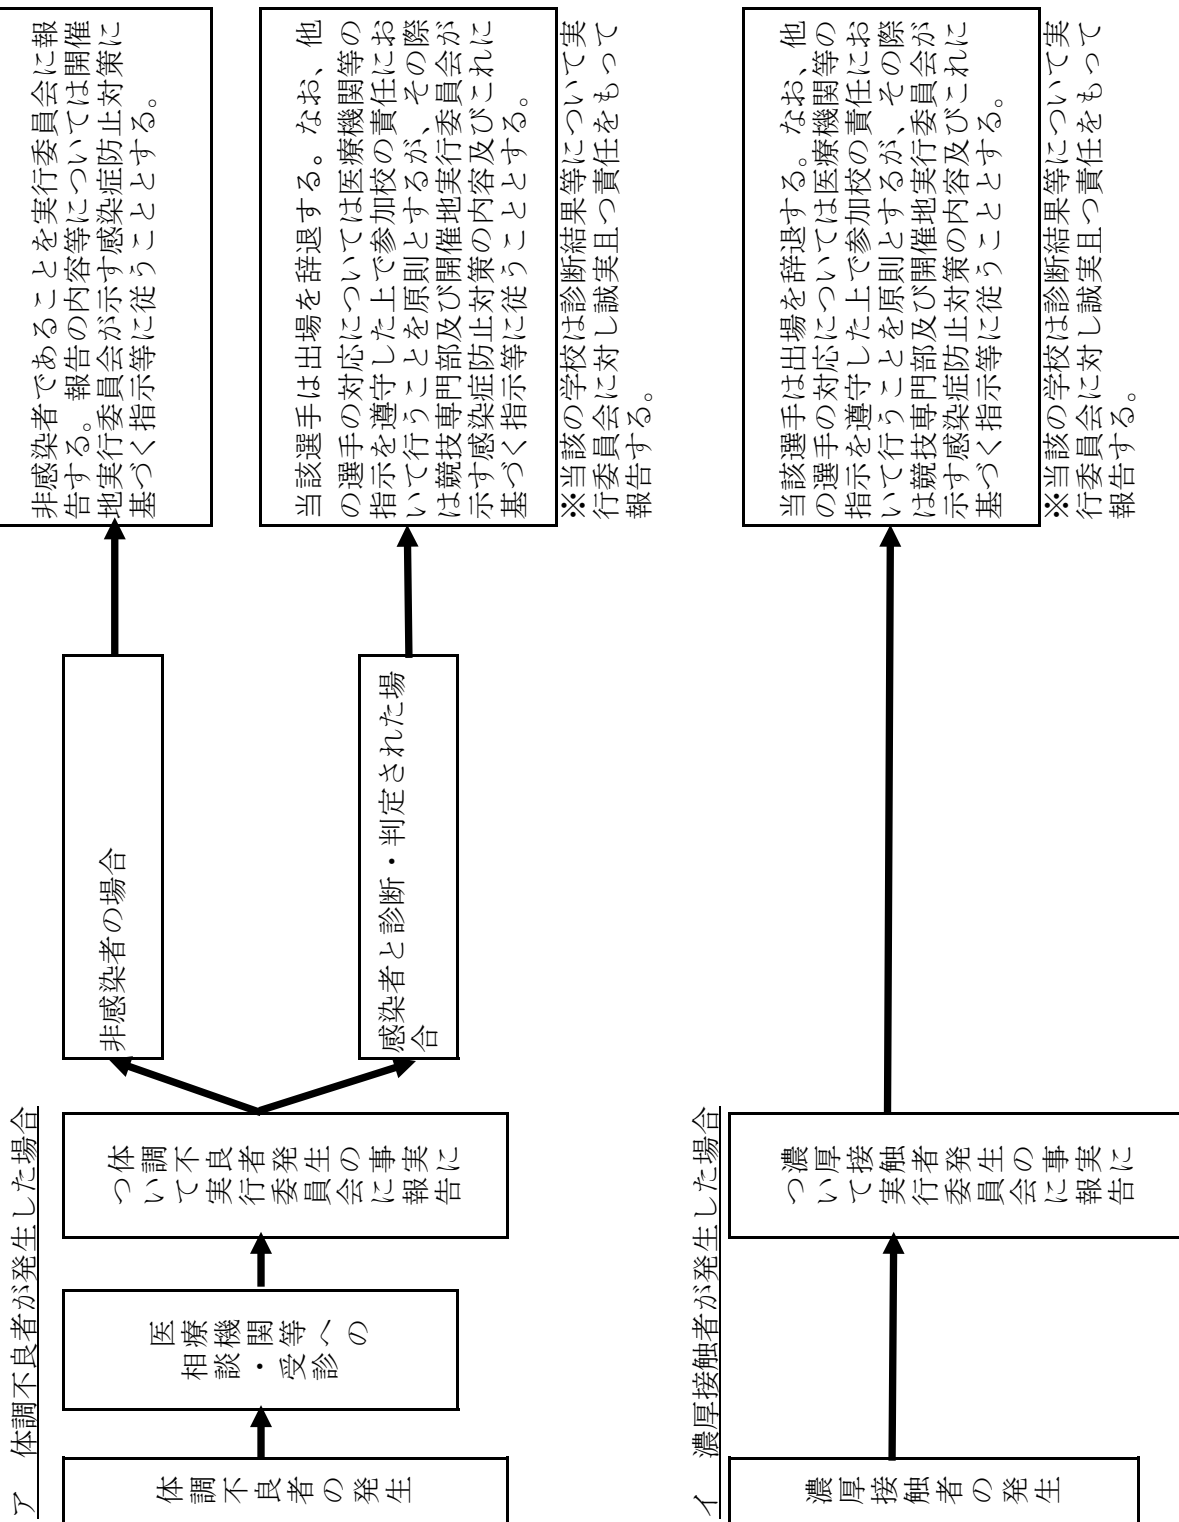 ア　体調不良者が発生した場合
体調不良者の発生
医療機関等への
相談・受診
体調不良者発生の事実に
ついて実行委員会に報告
非感染者の場合
非感染者であることを実行委員会に報
告する。報告の内容等については開催
地実行委員会が示す感染症防止対策に
基づく指示等に従うこととする。
感染者と診断・判定された場
合
当該選手は出場を辞退する。なお、他
の選手の対応については医療機関等の
指示を遵守した上で参加校の責任にお
いて行うことを原則とするが、その際
は競技専門部及び開催地実行委員会が
示す感染症防止対策の内容及びこれに
基づく指示等に従うこととする。
※当該の学校は診断結果等について実
行委員会に対し誠実且つ責任をもって
報告する。
イ　濃厚接触者が発生した場合
濃厚接触者の発生
濃厚接触者発生の事実に
ついて実行委員会に報告
当該選手は出場を辞退する。なお、他
の選手の対応については医療機関等の
指示を遵守した上で参加校の責任にお
いて行うことを原則とするが、その際
は競技専門部及び開催地実行委員会が
示す感染症防止対策の内容及びこれに
基づく指示等に従うこととする。
※当該の学校は診断結果等について実
行委員会に対し誠実且つ責任をもって
報告する。